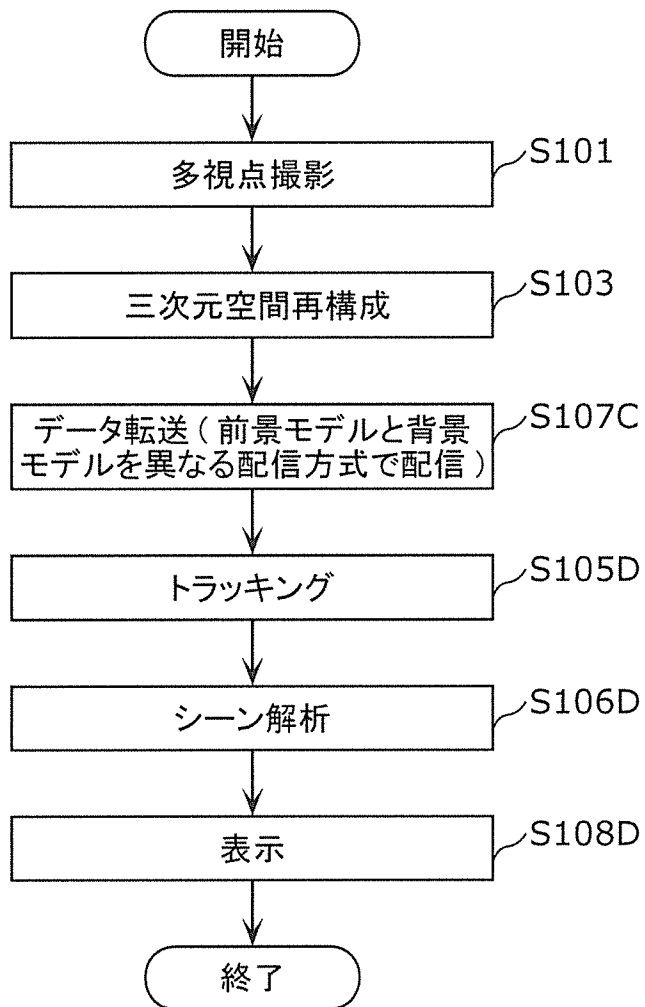 開始
多視点撮影
S101
三次元空間再構成
S103
データ転送(前景モデルと背景
モデルを異なる配信方式で配信)
S107C
トラッキング
S105D
シーン解析
S106D
表示
S108D
終了